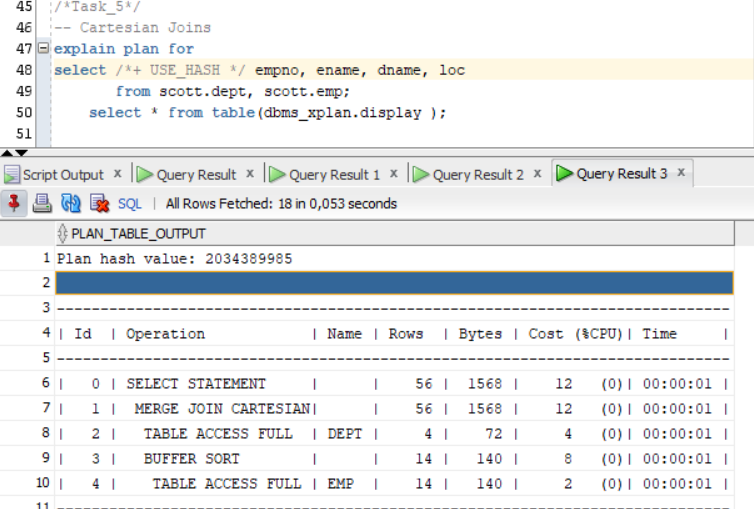 45 /*Task_5*/
46 -- Cartesian Joins
47 explain plan for
48 select /*+ USE_HASH */ empno, ename, dname, loc
49 from scott.dept, scott.emp;
50 select * from table(dbms_xplan.display );
51
Script Output x Query Result x Query Result 1 x Query Result 2 x Query Result 3 x
SQL | All Rows Fetched: 18 in 0,053 seconds
PLAN_TABLE_OUTPUT
1 Plan hash value: 2034389985
2
3 --------------------------------------------------------------------------
4 | Id  | Operation            | Name | Rows  | Bytes | Cost (%CPU)| Time     |
5 --------------------------------------------------------------------------
6 |   0 | SELECT STATEMENT     |      |    56 |  1568 |    12   (0)| 00:00:01 |
7 |   1 |  MERGE JOIN CARTESIAN|      |    56 |  1568 |    12   (0)| 00:00:01 |
8 |   2 |   TABLE ACCESS FULL  | DEPT |     4 |    72 |     4   (0)| 00:00:01 |
9 |   3 |   BUFFER SORT        |      |    14 |   140 |     8   (0)| 00:00:01 |
10 |   4 |    TABLE ACCESS FULL | EMP  |    14 |   140 |     2   (0)| 00:00:01 |
11 --------------------------------------------------------------------------